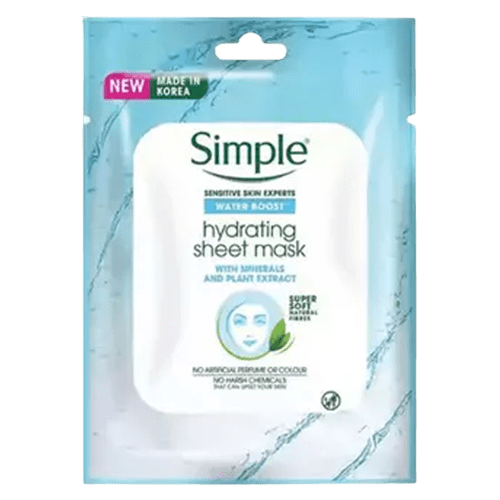 NEW
MADE IN
KOREA
Simple®
SENSITIVE SKIN EXPERTS
WATER BOOST™
hydrating
sheet mask
WITH MINERALS
AND PLANT EXTRACT
SUPER
SOFT
NATURAL
FIBRES
NO ARTIFICIAL PERFUME OR COLOUR
NO HARSH CHEMICALS
THAT CAN UPSET YOUR SKIN